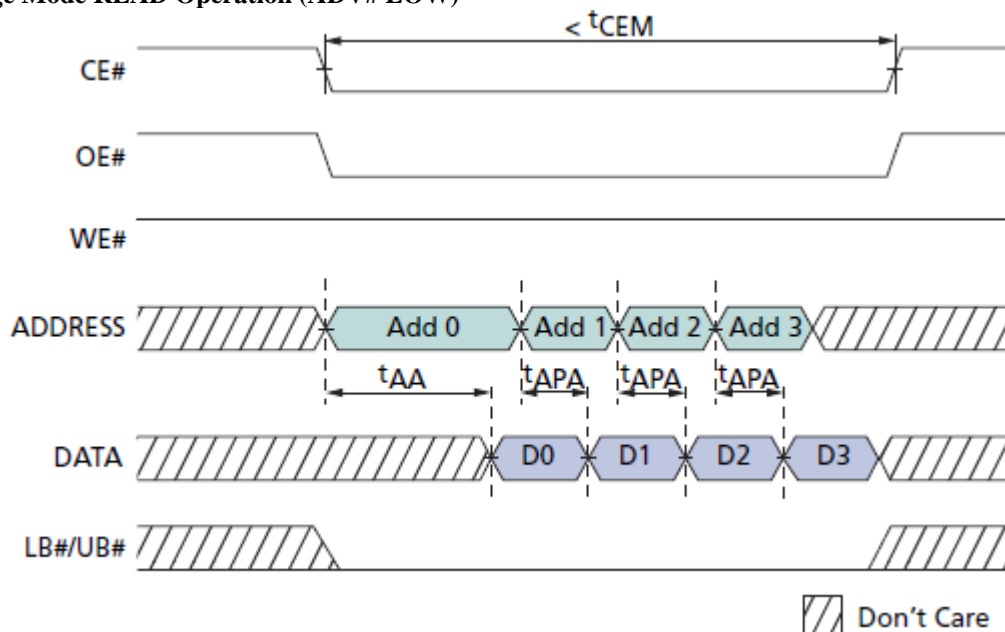 ge Mode READ Operation (ADV# LOW)
< tCEM
CE#
OE#
WE#
ADDRESS Add 0 Add 1 Add 2 Add 3
tAA tAPA tAPA tAPA
DATA D0 D1 D2 D3
LB#/UB#
Don't Care